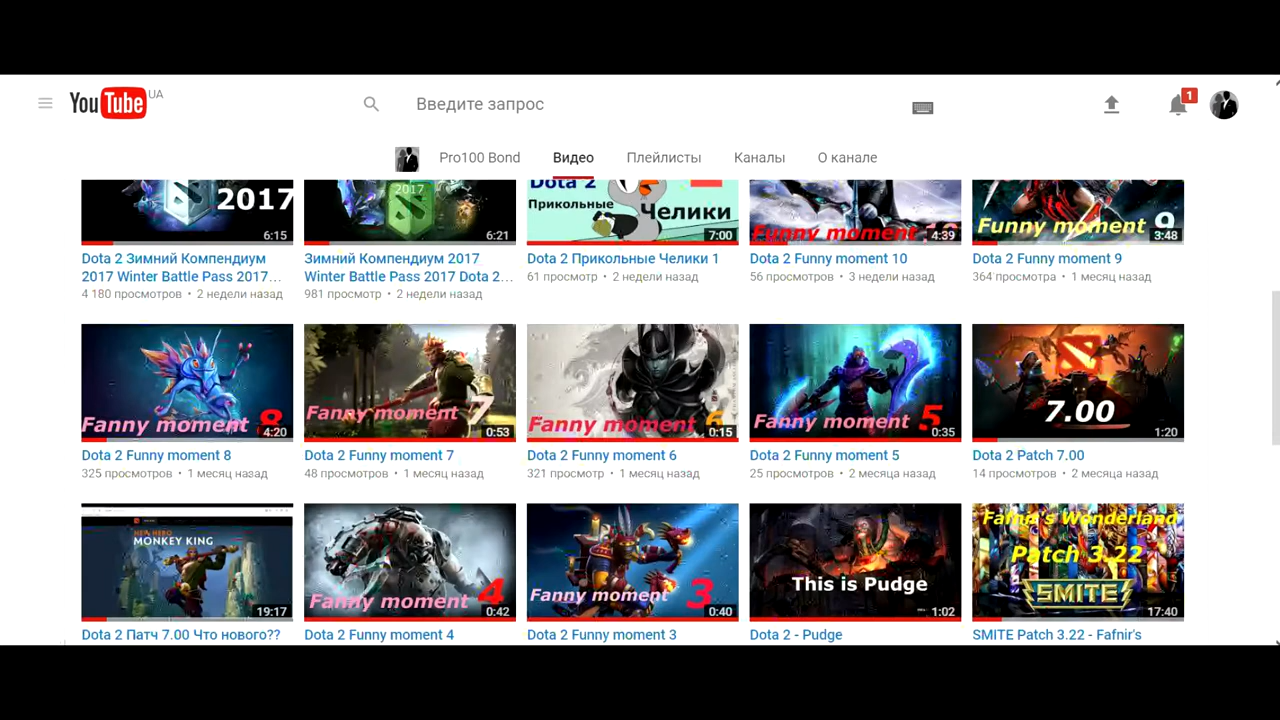 YouTube UA
Введите запрос
1
Pro100 Bond Видео Плейлисты Каналы О канале
2017
6:15
2017
6:21
Dota 2
Прикольные
Челики
7:00
Funny moment 10
4:39
Funny moment 9
3:48
Dota 2 Зимний Компендиум
2017 Winter Battle Pass 2017…
4 180 просмотров • 2 недели назад
Зимний Компендиум 2017
Winter Battle Pass 2017 Dota 2…
981 просмотр • 2 недели назад
Dota 2 Прикольные Челики 1
61 просмотр • 2 недели назад
Dota 2 Funny moment 10
56 просмотров • 3 недели назад
Dota 2 Funny moment 9
364 просмотра • 1 месяц назад
Fanny moment 8
4:20
Fanny moment 7
0:53
Fanny moment 6
0:15
Fanny moment 5
0:35
7.00
1:20
Dota 2 Funny moment 8
325 просмотров • 1 месяц назад
Dota 2 Funny moment 7
48 просмотров • 1 месяц назад
Dota 2 Funny moment 6
321 просмотр • 1 месяц назад
Dota 2 Funny moment 5
25 просмотров • 2 месяца назад
Dota 2 Patch 7.00
14 просмотров • 2 месяца назад
NEW HERO
MONKEY KING
19:17
Fanny moment 4
0:42
Fanny moment 3
0:40
This is Pudge
1:02
Fafnir's Wonderland
Patch 3.22
SMITE
17:40
Dota 2 Патч 7.00 Что нового??
Dota 2 Funny moment 4
Dota 2 Funny moment 3
Dota 2 - Pudge
SMITE Patch 3.22 - Fafnir's